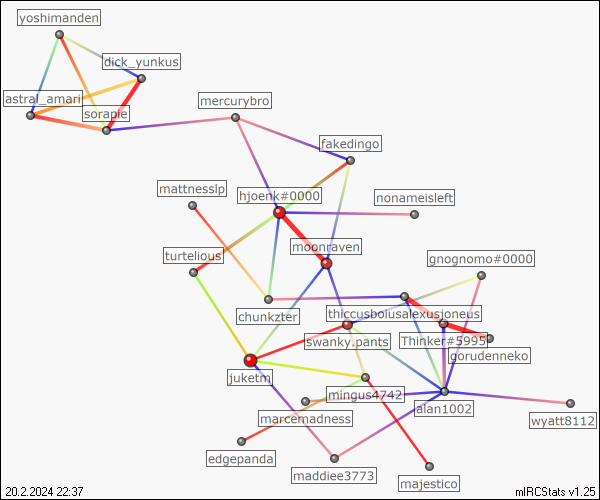 yoshimanden
dick_yunkus
astral_amari
sorapie
mercurybro
fakedingo
mattnesslp
hjoenk#0000
nonameisleft
moonraven
turtelious
gnognomo#0000
chunkzter
thiccusboiusalexusjoneus
swanky.pants
Thinker#5995
gorudenneko
juketm
mingus4742
alan1002
marcemadness
wyatt8112
edgepanda
maddiee3773
majestico
20.2.2024 22:37
mIRCStats v1.25